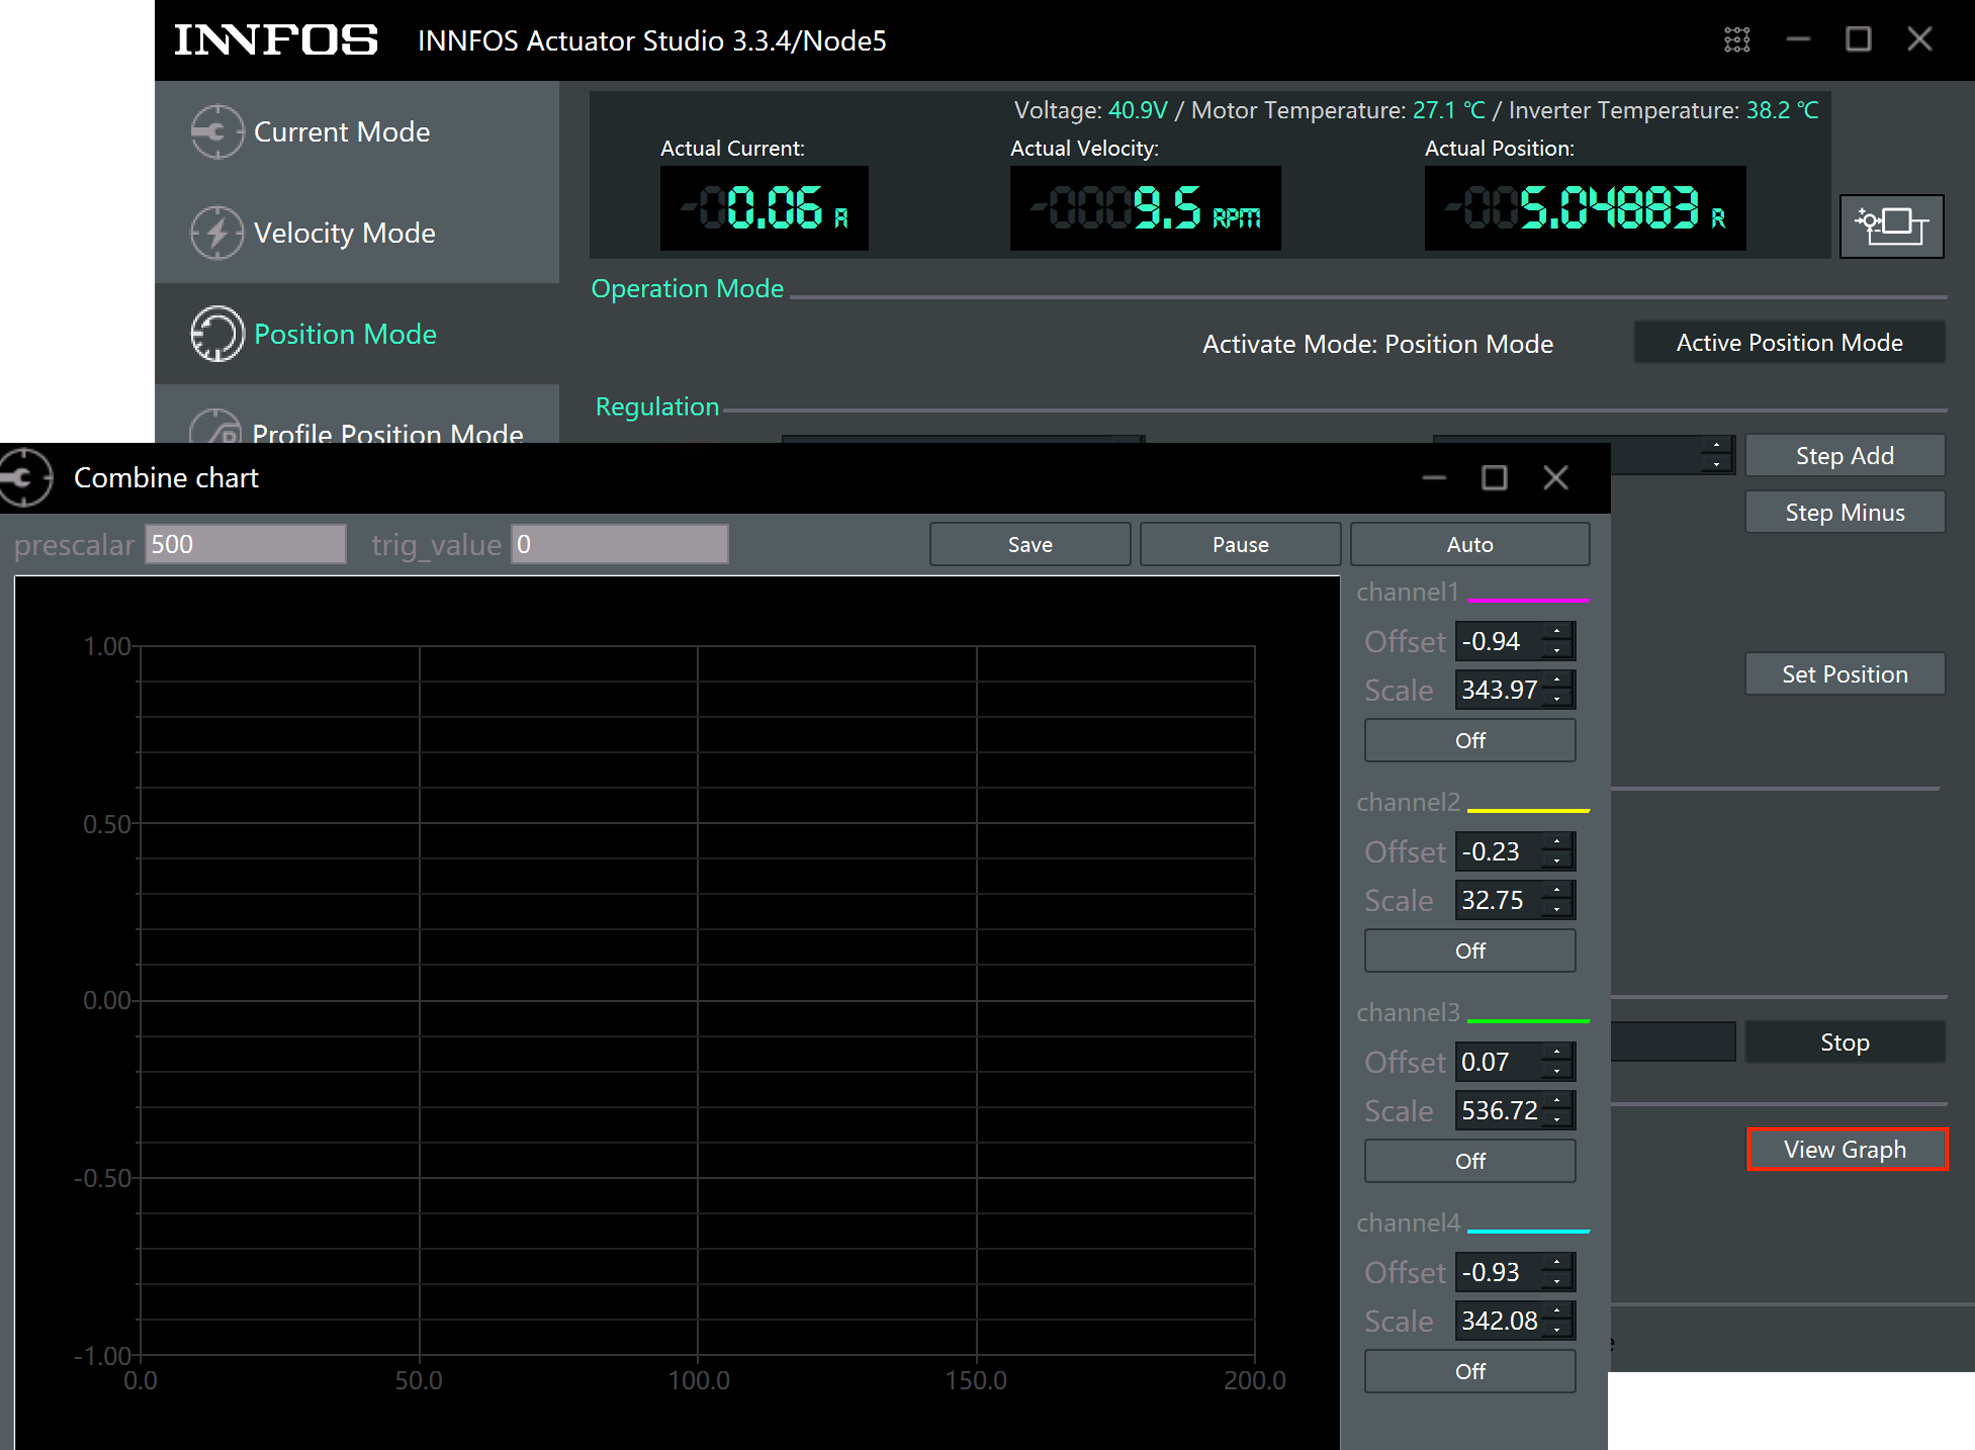 INNFOS INNFOS Actuator Studio 3.3.4/Node5
Voltage: 40.9V / Motor Temperature: 27.1 ℃ / Inverter Temperature: 38.2 ℃
Actual Current: Actual Velocity: Actual Position:
0.06 A 9.5 RPM 5.04883 R
Current Mode
Velocity Mode
Position Mode
Profile Position Mode
Operation Mode
Activate Mode: Position Mode Active Position Mode
Regulation
Step Add
Step Minus
Set Position
Stop
View Graph
Combine chart
prescalar 500 trig_value 0 Save Pause Auto
1.00
0.50
0.00
-0.50
-1.00
0.0 50.0 100.0 150.0 200.0
channel1
Offset -0.94
Scale 343.97
Off
channel2
Offset -0.23
Scale 32.75
Off
channel3
Offset 0.07
Scale 536.72
Off
channel4
Offset -0.93
Scale 342.08
Off